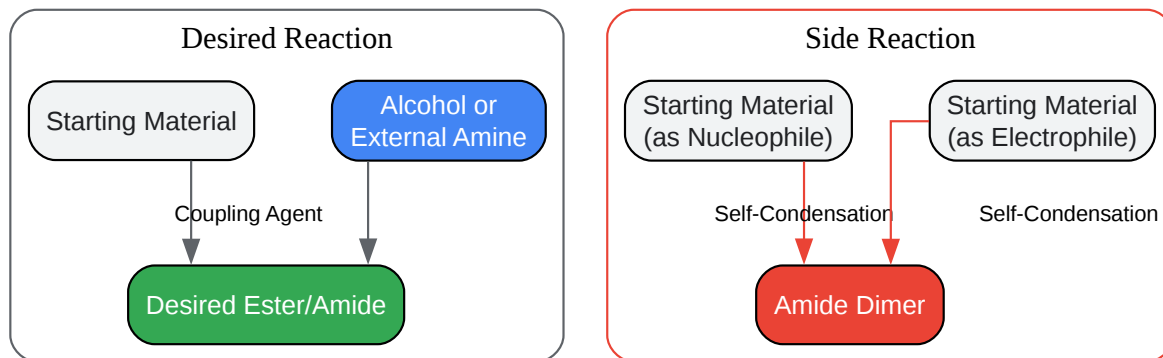 Desired Reaction
Starting Material
Alcohol or
External Amine
Coupling Agent
Desired Ester/Amide
Side Reaction
Starting Material
(as Nucleophile)
Starting Material
(as Electrophile)
Self-Condensation
Self-Condensation
Amide Dimer